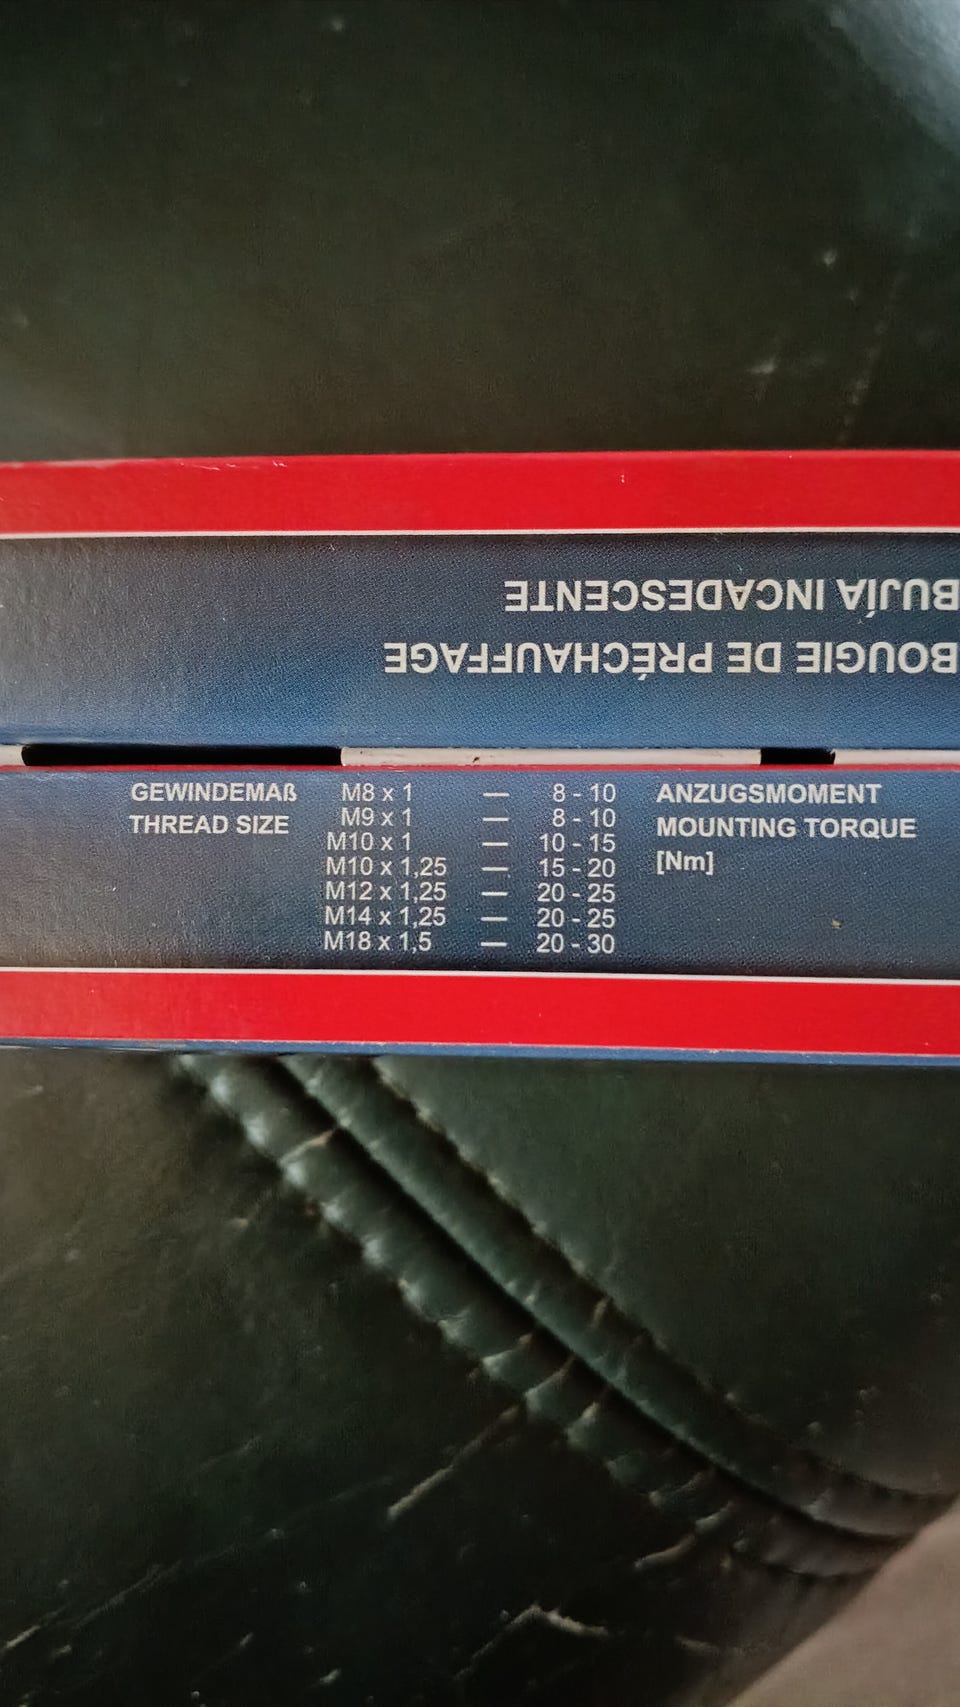 BUJÍA INCADESCENTE
BOUGIE DE PRÉCHAUFFAGE
GEWINDEMAß M8 x 1 — 8 - 10 ANZUGSMOMENT
THREAD SIZE M9 x 1 — 8 - 10 MOUNTING TORQUE
M10 x 1 — 10 - 15 [Nm]
M10 x 1,25 — 15 - 20
M12 x 1,25 — 20 - 25
M14 x 1,25 — 20 - 25
M18 x 1,5 — 20 - 30